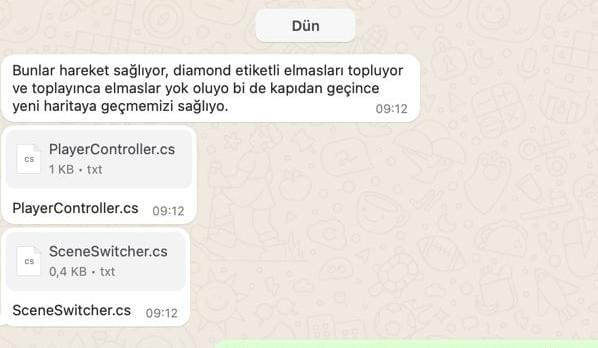 Dün
Bunlar hareket sağlıyor, diamond etiketli elmasları topluyor
ve toplayınca elmaslar yok oluyo bi de kapıdan geçince
yeni haritaya geçmemizi sağlıyo.
09:12
cs
PlayerController.cs
1 KB • txt
PlayerController.cs
09:12
cs
SceneSwitcher.cs
0,4 KB • txt
SceneSwitcher.cs
09:12